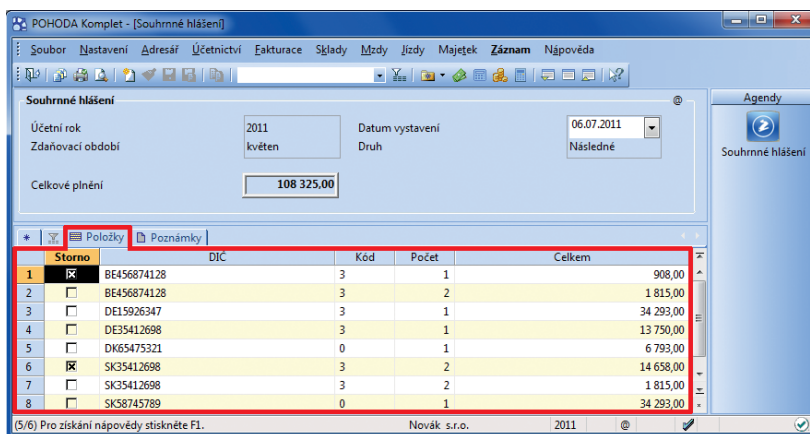 POHODA Komplet - [Souhrnné hlášení]
Soubor Nastavení Adresář Účetnictví Fakturace Sklady Mzdy Jízdy Majetek Záznam Nápověda
Souhrnné hlášení @
Agendy
Účetní rok 2011 Datum vystavení 06.07.2011
Zdaňovací období květen Druh Následné
Souhrnné hlášení
Celkové plnění 108 325,00
* Položky Poznámky
Storno DIČ Kód Počet Celkem
1 BE456874128 3 1 908,00
2 BE456874128 3 2 1 815,00
3 DE15926347 3 1 34 293,00
4 DE35412698 3 1 13 750,00
5 DK65475321 0 1 6 793,00
6 SK35412698 3 2 14 658,00
7 SK35412698 3 2 1 815,00
8 SK58745789 0 1 34 293,00
(5/6) Pro získání nápovědy stiskněte F1. Novák s.r.o. 2011 @